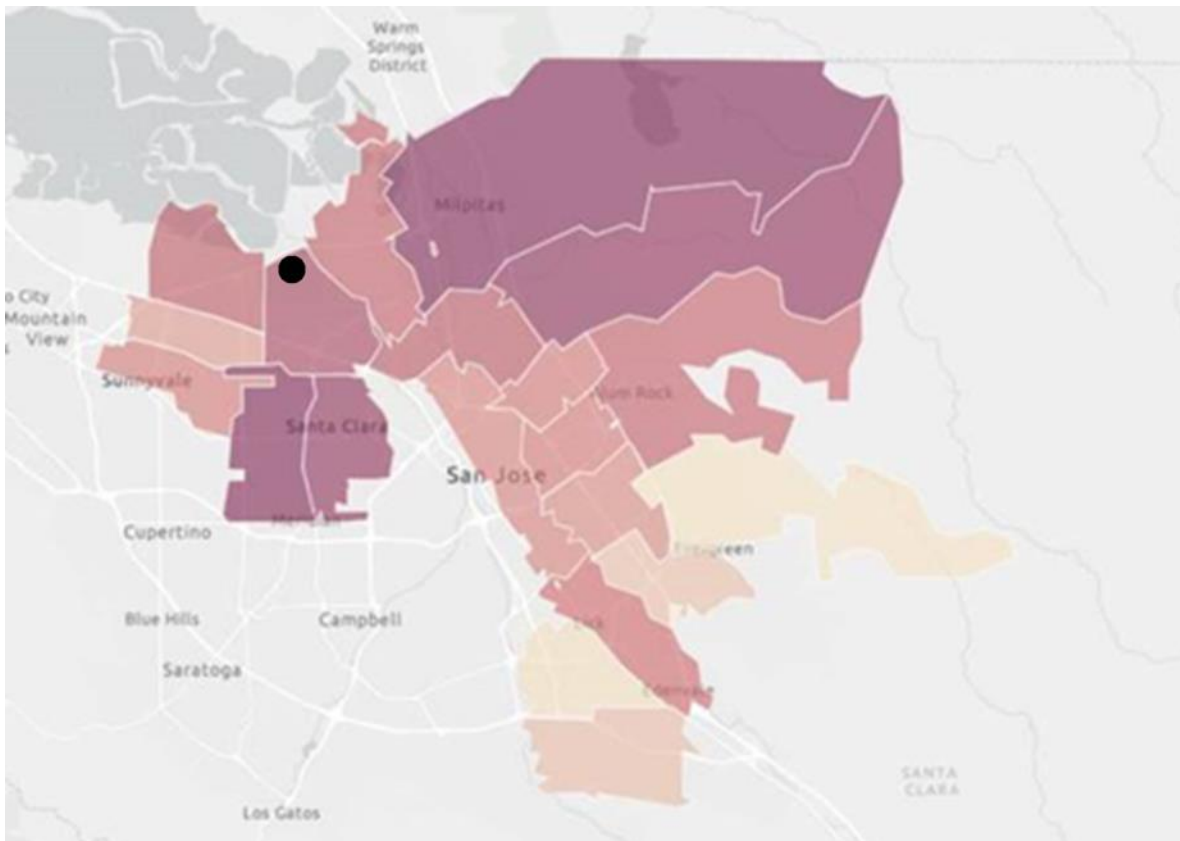 Warm
Springs
District
Milpitas
o City
Mountain
View
Sunnyvale
Alum Rock
Santa Clara
San Jose
Cupertino
Evergreen
Blue Hills
Campbell
Saratoga
Edenvale
SANTA
CLARA
Los Gatos